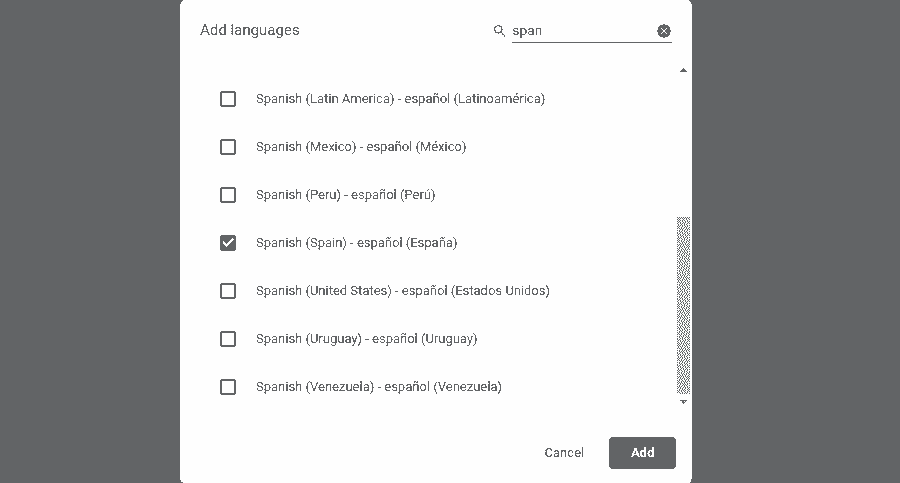 Add languages
span
Spanish (Latin America) - español (Latinoamérica)
Spanish (Mexico) - español (México)
Spanish (Peru) - español (Perú)
Spanish (Spain) - español (España)
Spanish (United States) - español (Estados Unidos)
Spanish (Uruguay) - español (Uruguay)
Spanish (Venezuela) - español (Venezuela)
Cancel
Add